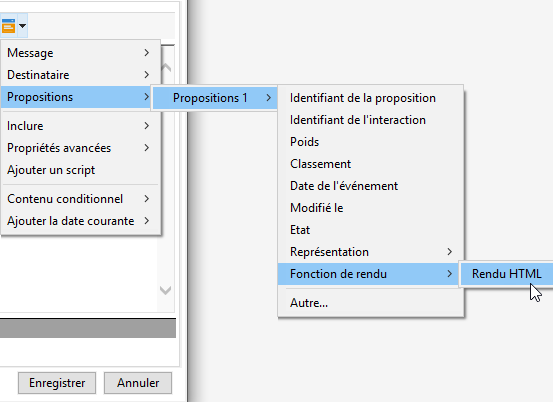 Message
Destinataire
Propositions
Inclure
Propriétés avancées
Ajouter un script
Contenu conditionnel
Ajouter la date courante
Propositions 1
Identifiant de la proposition
Identifiant de l'interaction
Poids
Classement
Date de l'événement
Modifié le
Etat
Représentation
Fonction de rendu
Autre...
Rendu HTML
Enregistrer
Annuler